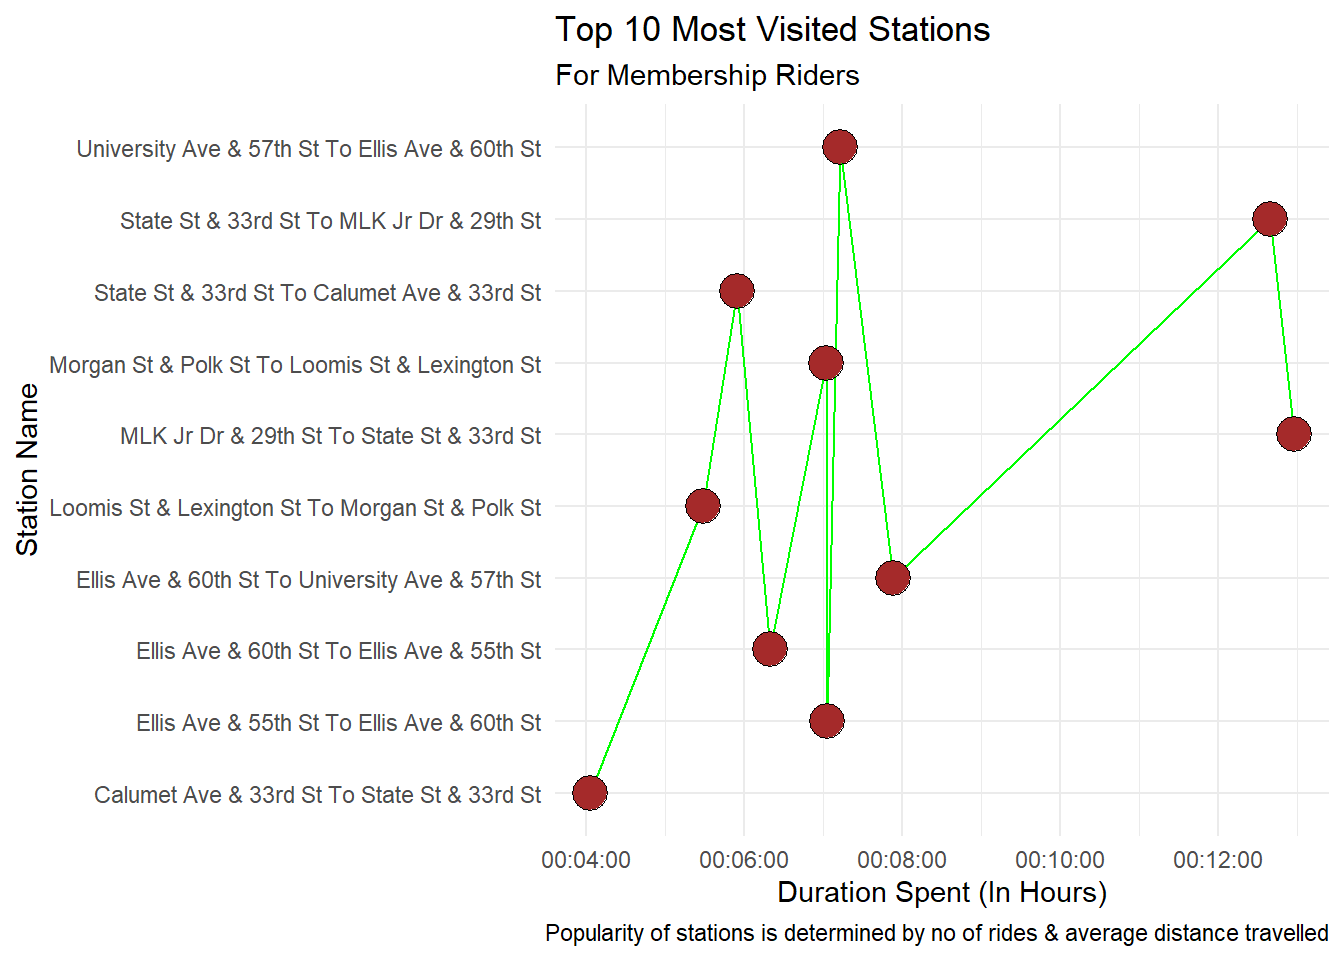 Top 10 Most Visited Stations
For Membership Riders
University Ave & 57th St To Ellis Ave & 60th St
State St & 33rd St To MLK Jr Dr & 29th St
State St & 33rd St To Calumet Ave & 33rd St
Morgan St & Polk St To Loomis St & Lexington St
MLK Jr Dr & 29th St To State St & 33rd St
Loomis St & Lexington St To Morgan St & Polk St
Ellis Ave & 60th St To University Ave & 57th St
Ellis Ave & 60th St To Ellis Ave & 55th St
Ellis Ave & 55th St To Ellis Ave & 60th St
Calumet Ave & 33rd St To State St & 33rd St
Station Name
00:04:00 00:06:00 00:08:00 00:10:00 00:12:00
Duration Spent (In Hours)
Popularity of stations is determined by no of rides & average distance travelled